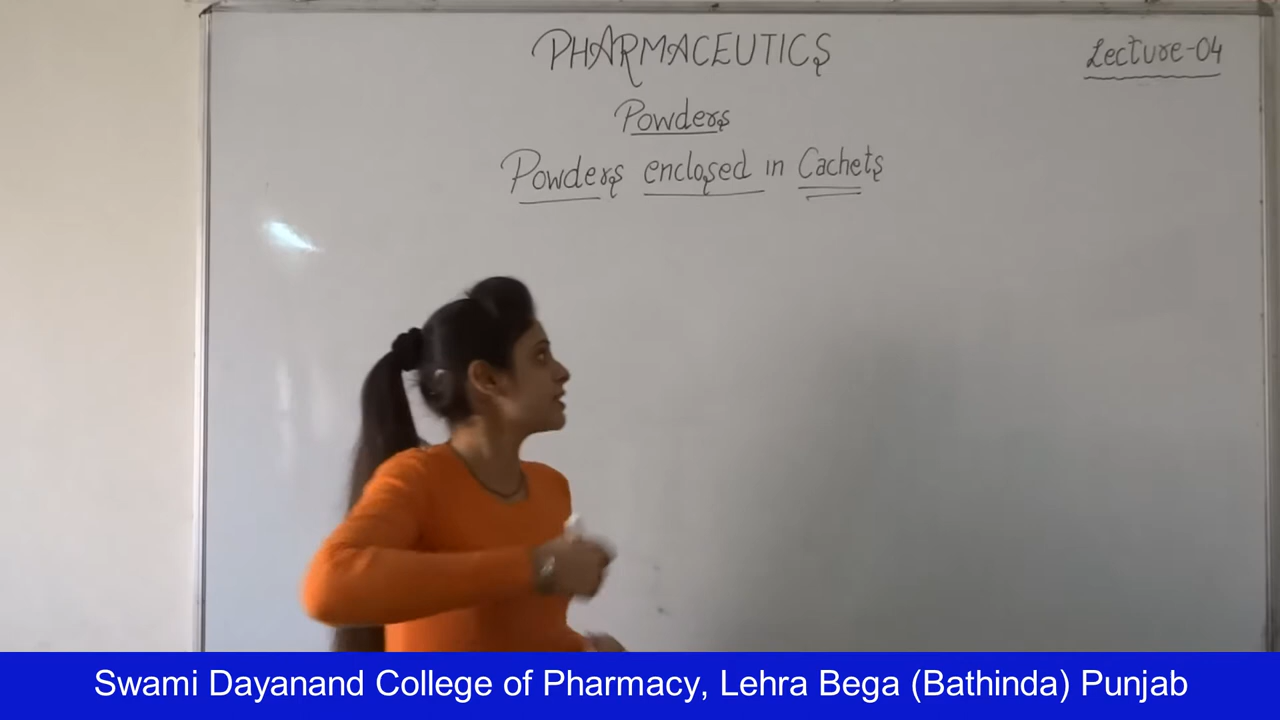 PHARMACEUTICS
Lecture-04
Powders
Powders enclosed in Cachets
Swami Dayanand College of Pharmacy, Lehra Bega (Bathinda) Punjab